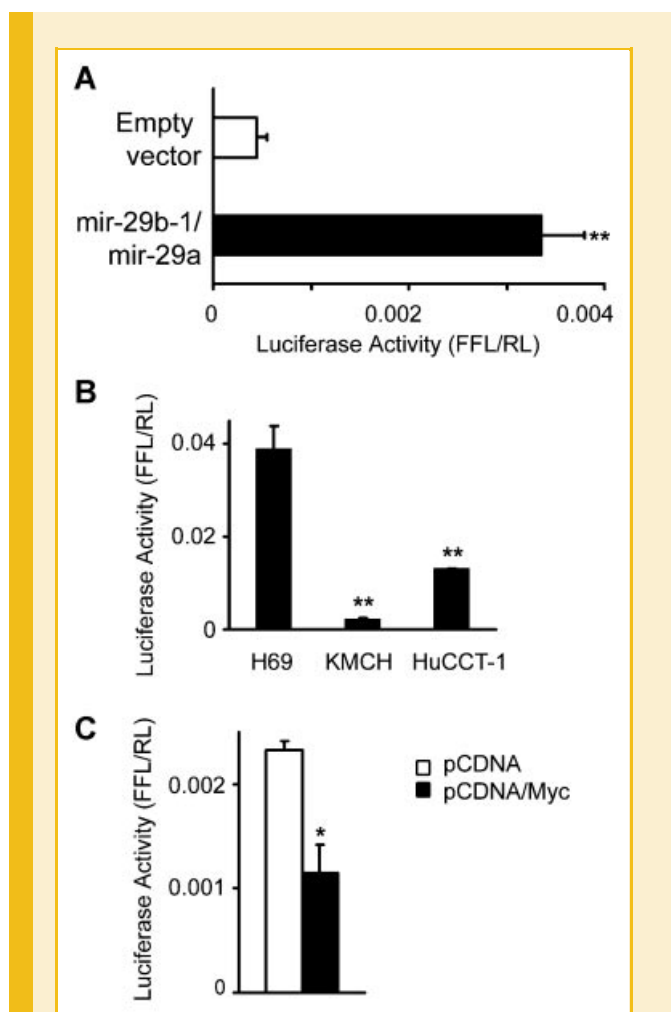 A
Empty
vector
mir-29b-1/
mir-29a
**
0 0.002 0.004
Luciferase Activity (FFL/RL)
B
Luciferase Activity (FFL/RL)
0.04
0.02
0
**
**
H69 KMCH HuCCT-1
C
Luciferase Activity (FFL/RL)
0.002
0.001
0
*
pCDNA
pCDNA/Myc